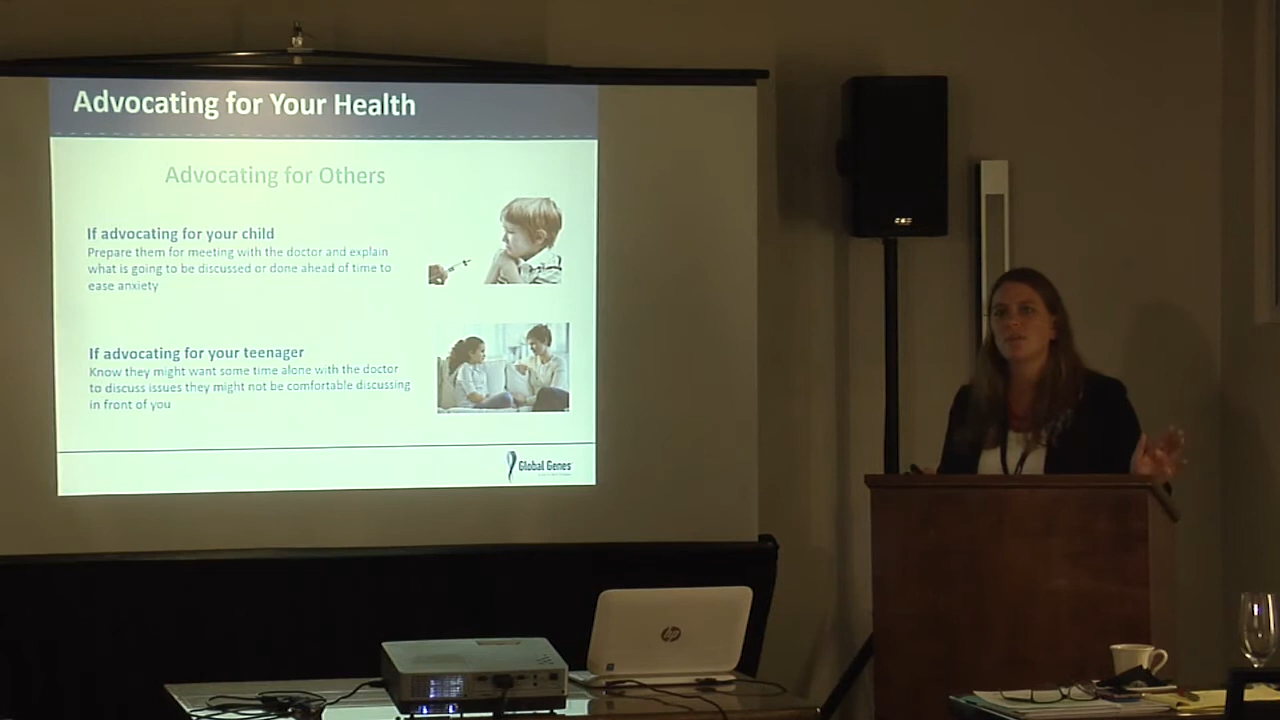 Advocating for Your Health
Advocating for Others
If advocating for your child
Prepare them for meeting with the doctor and explain
what is going to be discussed or done ahead of time to
ease anxiety
If advocating for your teenager
Know they might want some time alone with the doctor
to discuss issues they might not be comfortable discussing
in front of you
Global Genes
hp